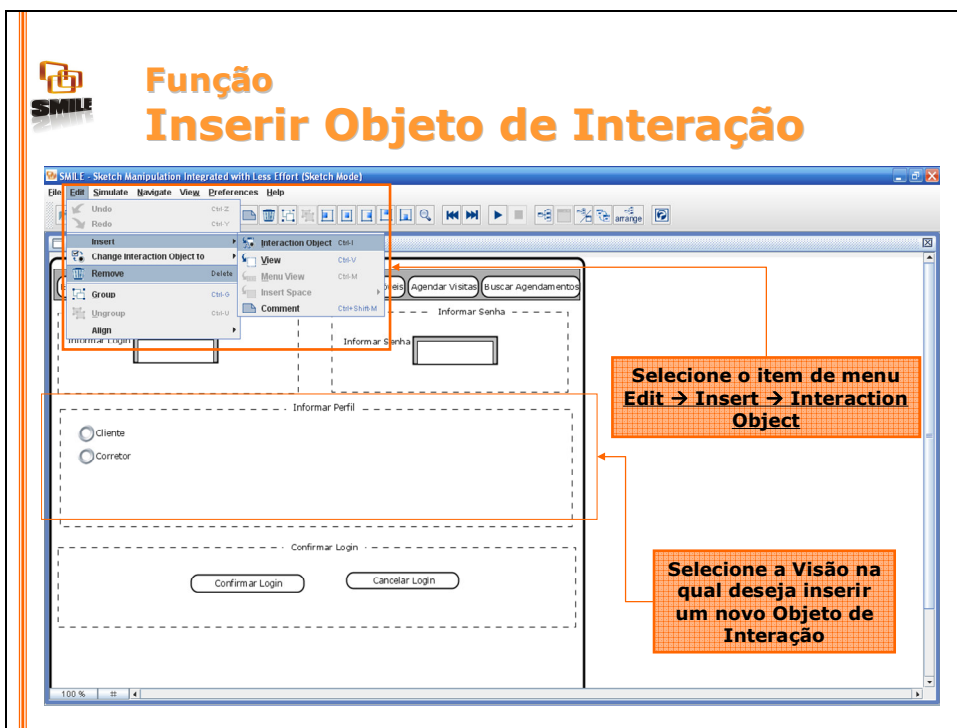 SMILE
Função
Inserir Objeto de Interação
SMILE - Sketch Manipulation Integrated with Less Effort (Sketch Mode)
File Edit Simulate Navigate View Preferences Help
arrange
Undo Ctrl-Z
Redo Ctrl-Y
Insert
Change Interaction Object to
Remove Delete
Group Ctrl-G
Ungroup Ctrl-U
Align
Interaction Object Ctrl-I
View Ctrl-V
Menu View Ctrl-M
Insert Space
Comment Ctrl+Shift-M
Agendar Visitas
Buscar Agendamentos
Informar Senha
Informar Login
Informar Senha
Informar Perfil
Cliente
Corretor
Confirmar Login
Confirmar Login
Cancelar Login
100 %
Selecione o item de menu
Edit → Insert → Interaction
Object
Selecione a Visão na
qual deseja inserir
um novo Objeto de
Interação